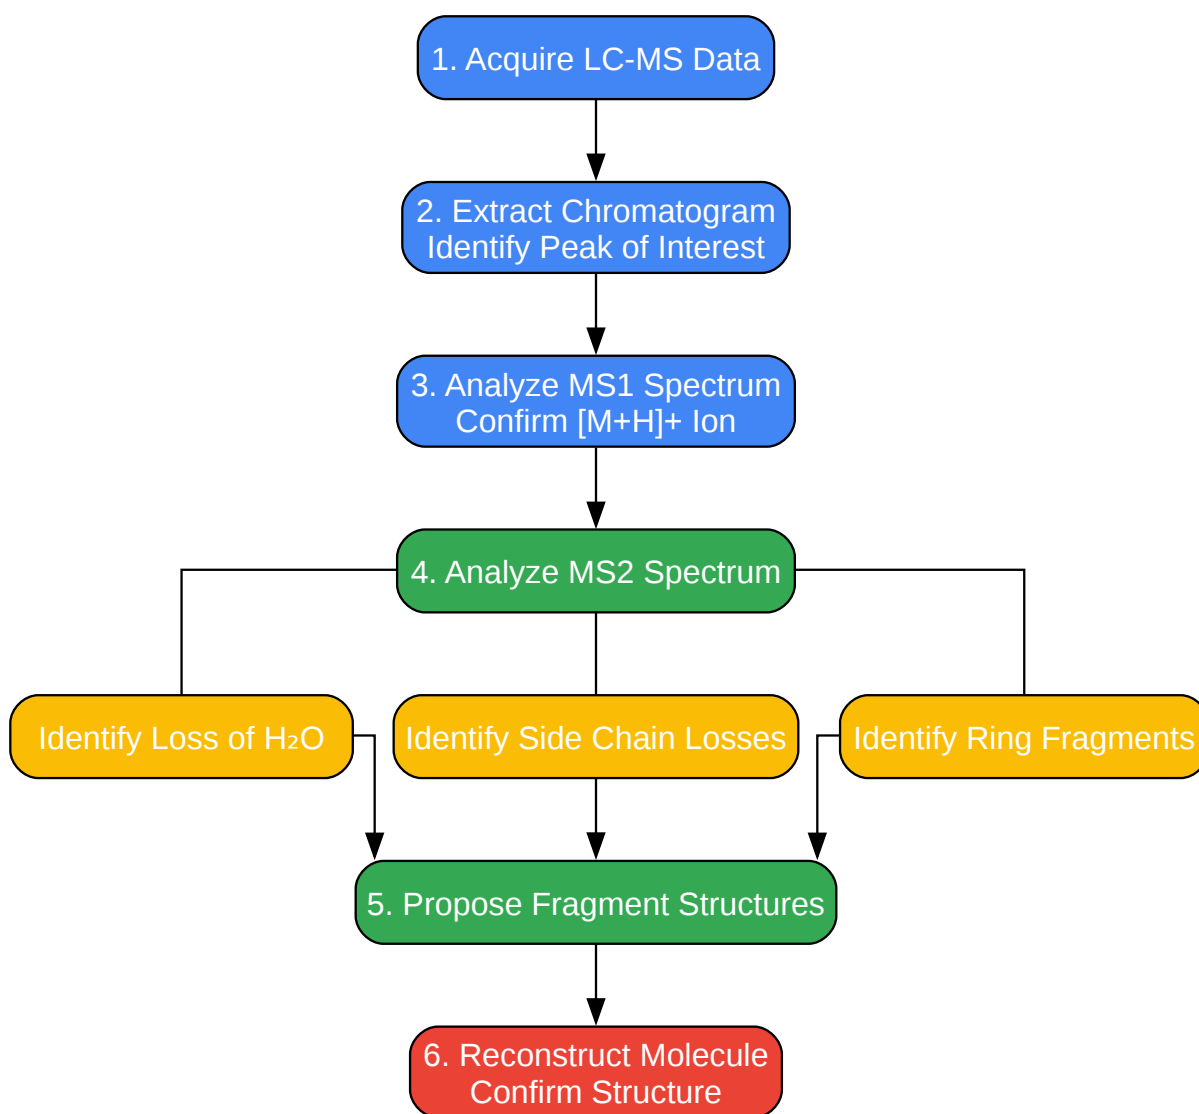 1. Acquire LC-MS Data
2. Extract Chromatogram
Identify Peak of Interest
3. Analyze MS1 Spectrum
Confirm [M+H]+ Ion
4. Analyze MS2 Spectrum
Identify Loss of H₂O
Identify Side Chain Losses
Identify Ring Fragments
5. Propose Fragment Structures
6. Reconstruct Molecule
Confirm Structure